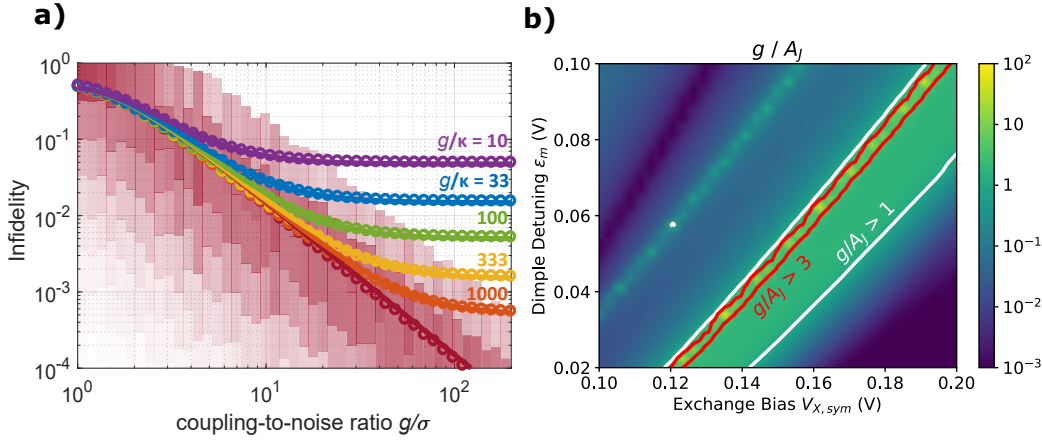 a)
Infidelity
10^0
10^-1
10^-2
10^-3
10^-4
g/κ = 10
g/κ = 33
100
333
1000
10^0
10^1
10^2
coupling-to-noise ratio g/σ
b)
g / A_J
Dimple Detuning ε_m (V)
0.10
0.08
0.06
0.04
0.02
g/A_J > 1
g/A_J > 3
0.10
0.12
0.14
0.16
0.18
0.20
Exchange Bias V_{X,sym} (V)
10^2
10
1
10^-1
10^-2
10^-3